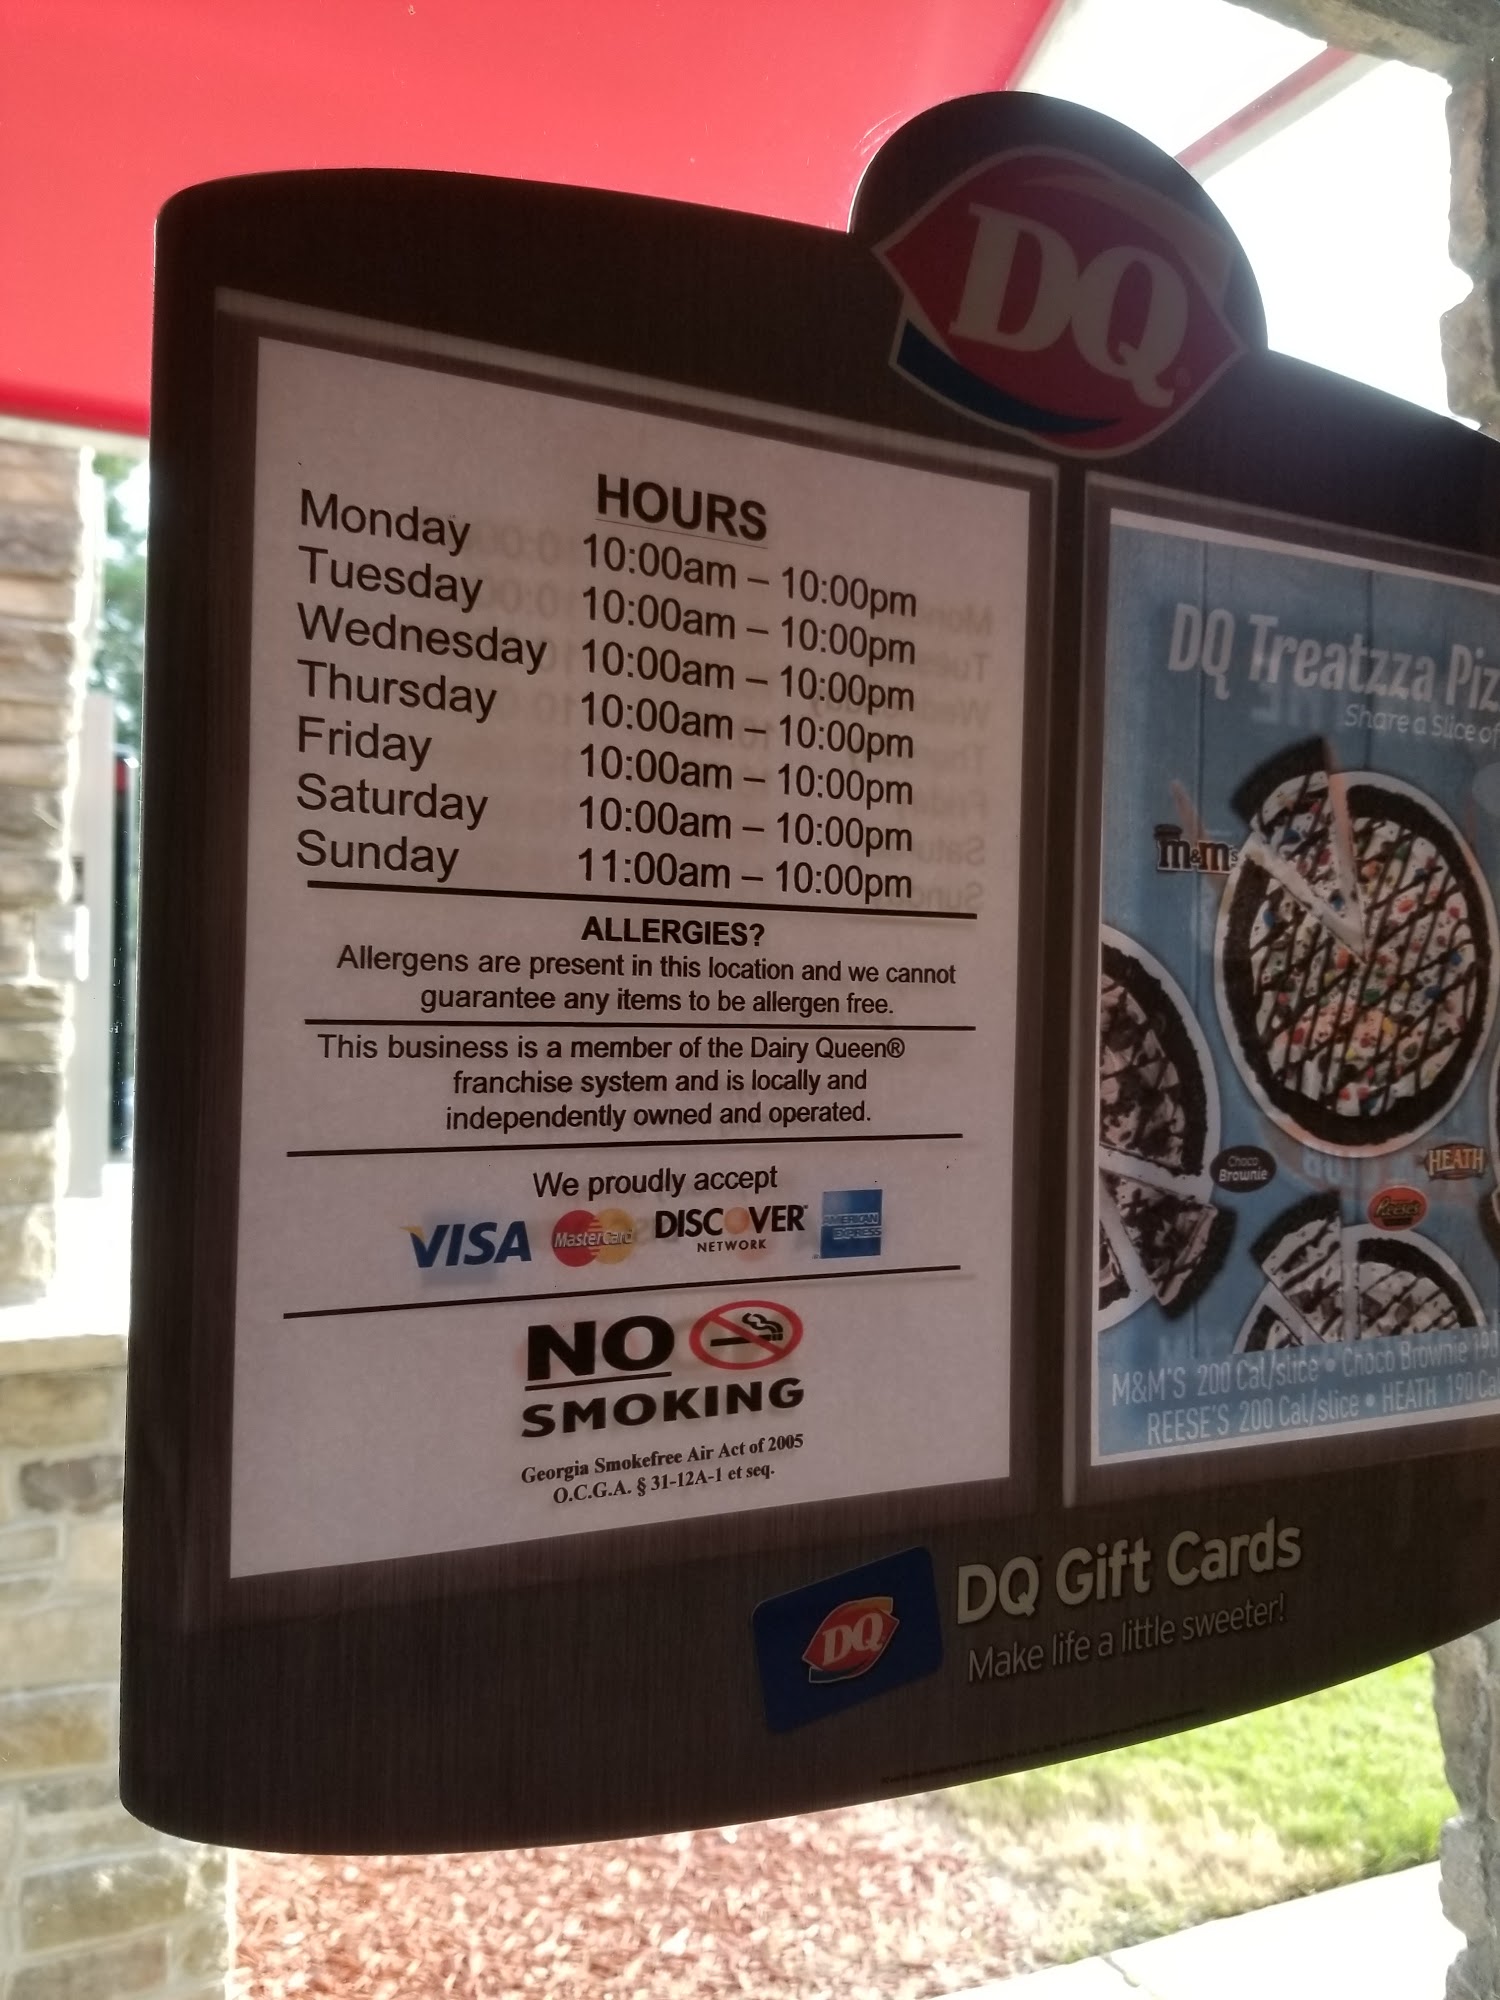 DQ
HOURS
Monday 10:00am – 10:00pm
Tuesday 10:00am – 10:00pm
Wednesday 10:00am – 10:00pm
Thursday 10:00am – 10:00pm
Friday 10:00am – 10:00pm
Saturday 10:00am – 10:00pm
Sunday 11:00am – 10:00pm
ALLERGIES?
Allergens are present in this location and we cannot
guarantee any items to be allergen free.
This business is a member of the Dairy Queen®
franchise system and is locally and
independently owned and operated.
We proudly accept
VISA MasterCard DISCOVER NETWORK AMERICAN EXPRESS
NO
SMOKING
Georgia Smokefree Air Act of 2005
O.C.G.A. § 31-12A-1 et seq.
DQ Treatzza Piz
Share a Slice of
m&m's
Choco Brownie
HEATH
Reese's
M&M'S 200 Cal/slice • Choco Brownie 190
REESE'S 200 Cal/slice • HEATH 190 Ca
DQ
DQ Gift Cards
Make life a little sweeter!